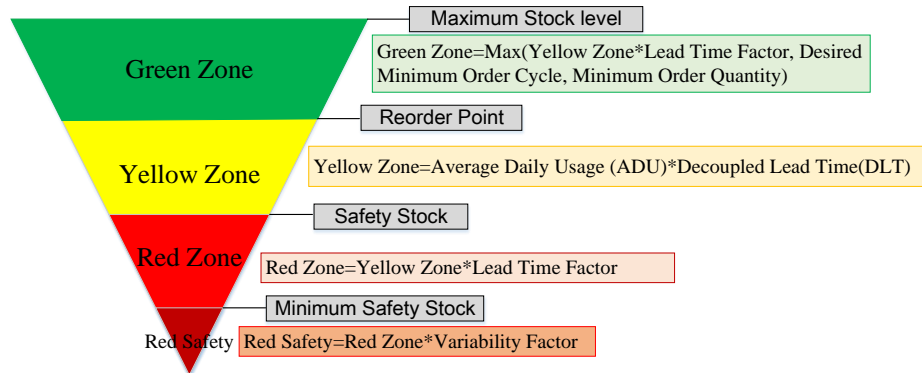 Maximum Stock level
Green Zone
Green Zone=Max(Yellow Zone*Lead Time Factor, Desired
Minimum Order Cycle, Minimum Order Quantity)
Reorder Point
Yellow Zone
Yellow Zone=Average Daily Usage (ADU)*Decoupled Lead Time(DLT)
Safety Stock
Red Zone
Red Zone=Yellow Zone*Lead Time Factor
Minimum Safety Stock
Red Safety
Red Safety=Red Zone*Variability Factor